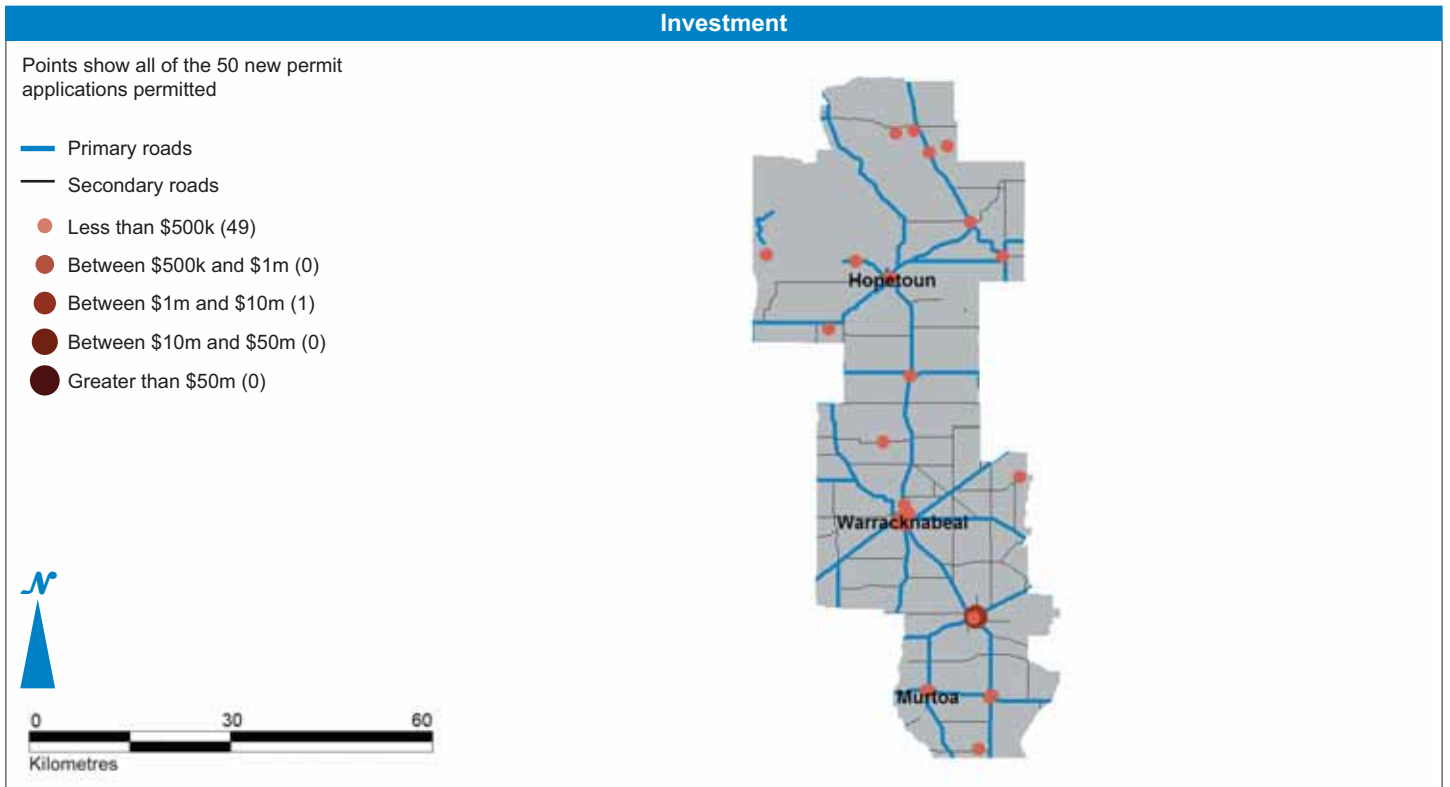 Investment
Points show all of the 50 new permit
applications permitted
Primary roads
Secondary roads
Less than $500k (49)
Between $500k and $1m (0)
Between $1m and $10m (1)
Between $10m and $50m (0)
Greater than $50m (0)
Hopetoun
Warracknabeal
Murtoa
N
0 30 60
Kilometres